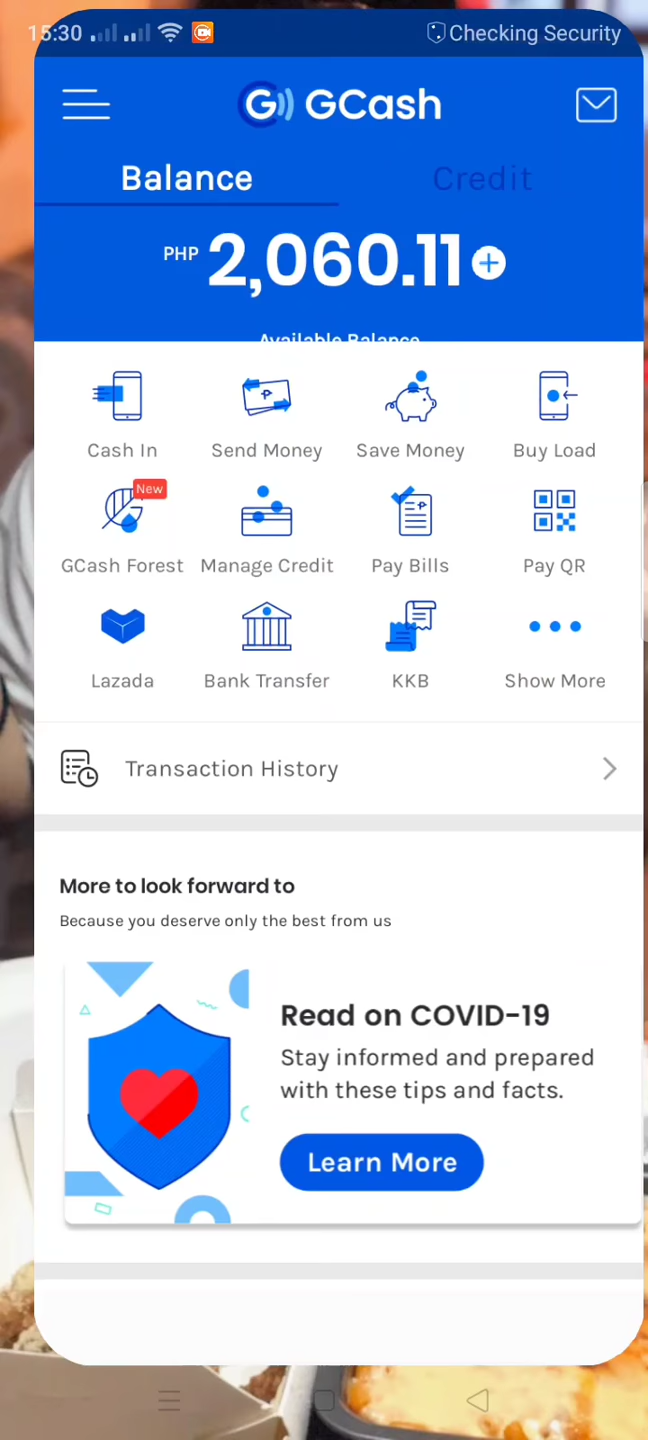 15:30
Checking Security
GCash
Balance
Credit
PHP 2,060.11
Available Balance
Cash In
Send Money
Save Money
Buy Load
New
GCash Forest
Manage Credit
Pay Bills
Pay QR
Lazada
Bank Transfer
KKB
Show More
Transaction History
More to look forward to
Because you deserve only the best from us
Read on COVID-19
Stay informed and prepared
with these tips and facts.
Learn More